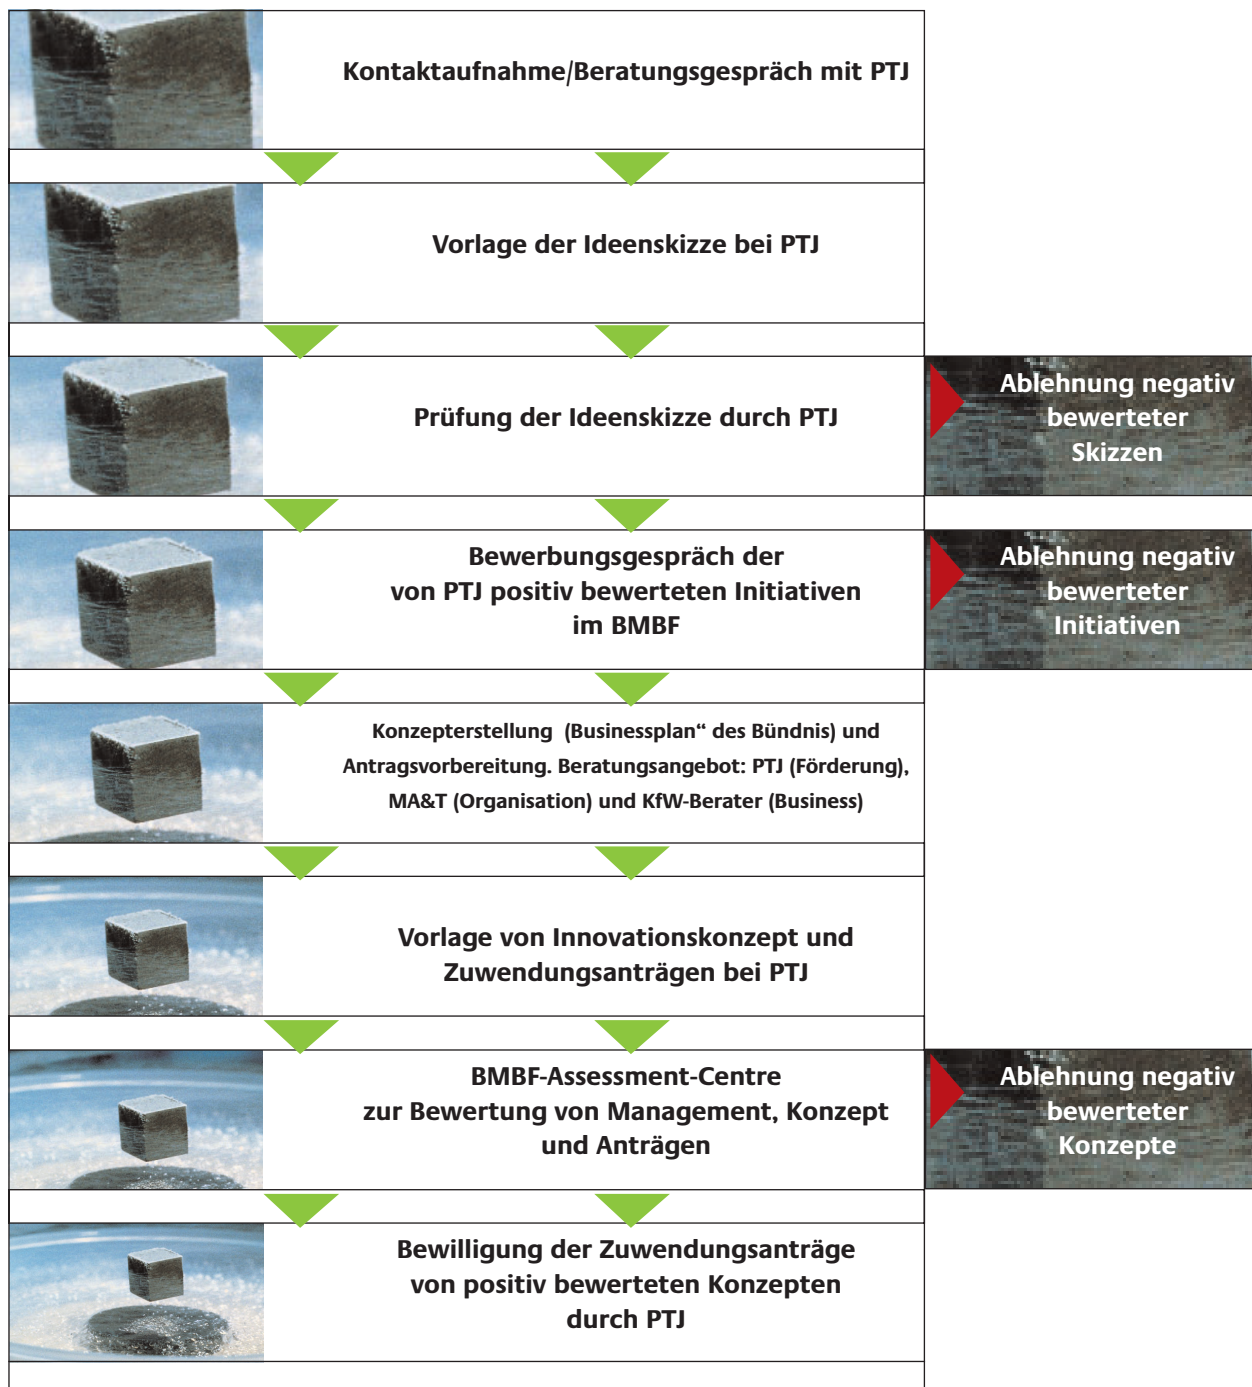 Kontaktaufnahme/Beratungsgespräch mit PTJ
Vorlage der Ideenskizze bei PTJ
Prüfung der Ideenskizze durch PTJ
Ablehnung negativ
bewerteter
Skizzen
Bewerbungsgespräch der
von PTJ positiv bewerteten Initiativen
im BMBF
Ablehnung negativ
bewerteter
Initiativen
Konzepterstellung (Businessplan“ des Bündnis) und
Antragsvorbereitung. Beratungsangebot: PTJ (Förderung),
MA&T (Organisation) und KfW-Berater (Business)
Vorlage von Innovationskonzept und
Zuwendungsanträgen bei PTJ
BMBF-Assessment-Centre
zur Bewertung von Management, Konzept
und Anträgen
Ablehnung negativ
bewerteter
Konzepte
Bewilligung der Zuwendungsanträge
von positiv bewerteten Konzepten
durch PTJ